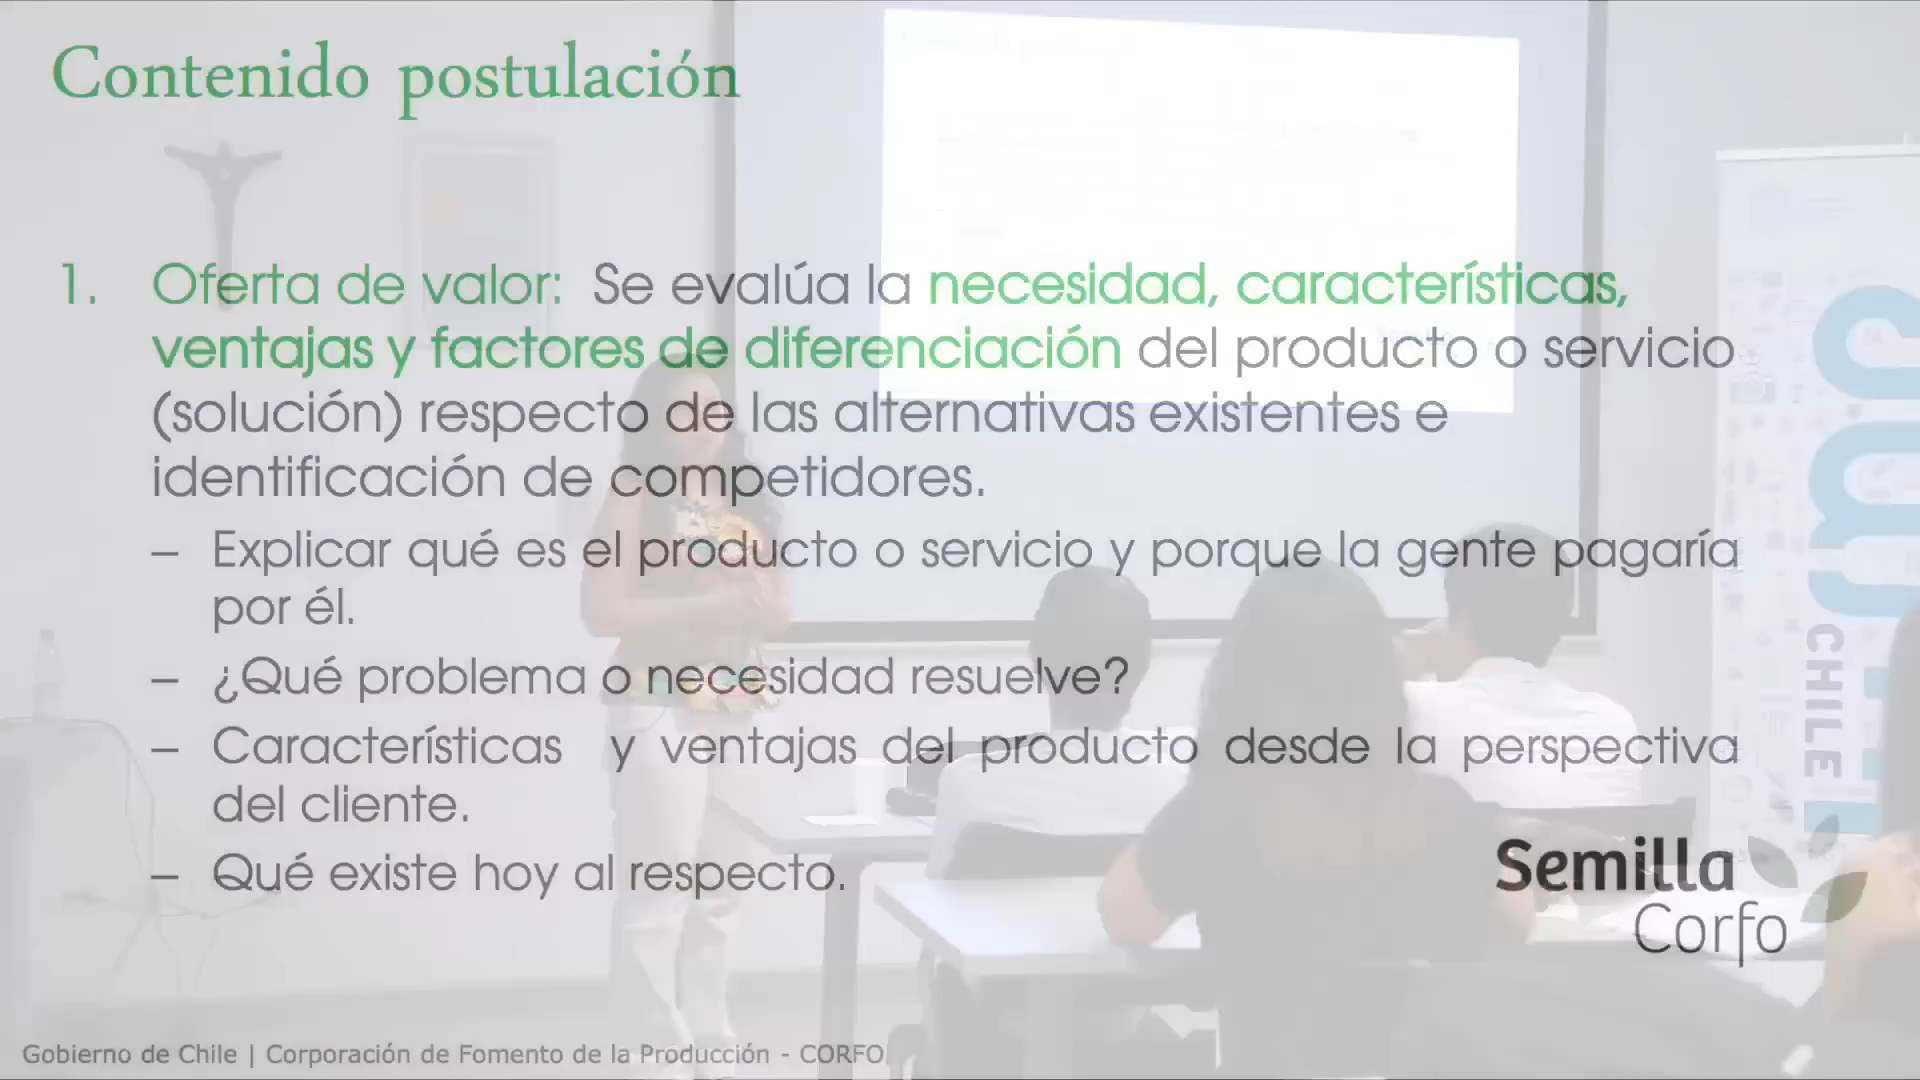 Contenido postulación
1. Oferta de valor: Se evalúa la necesidad, características,
ventajas y factores de diferenciación del producto o servicio
(solución) respecto de las alternativas existentes e
identificación de competidores.
– Explicar qué es el producto o servicio y porque la gente pagaría
por él.
– ¿Qué problema o necesidad resuelve?
– Características y ventajas del producto desde la perspectiva
del cliente.
– Qué existe hoy al respecto.
Semilla
Corfo
CHILE
Gobierno de Chile | Corporación de Fomento de la Producción - CORFO